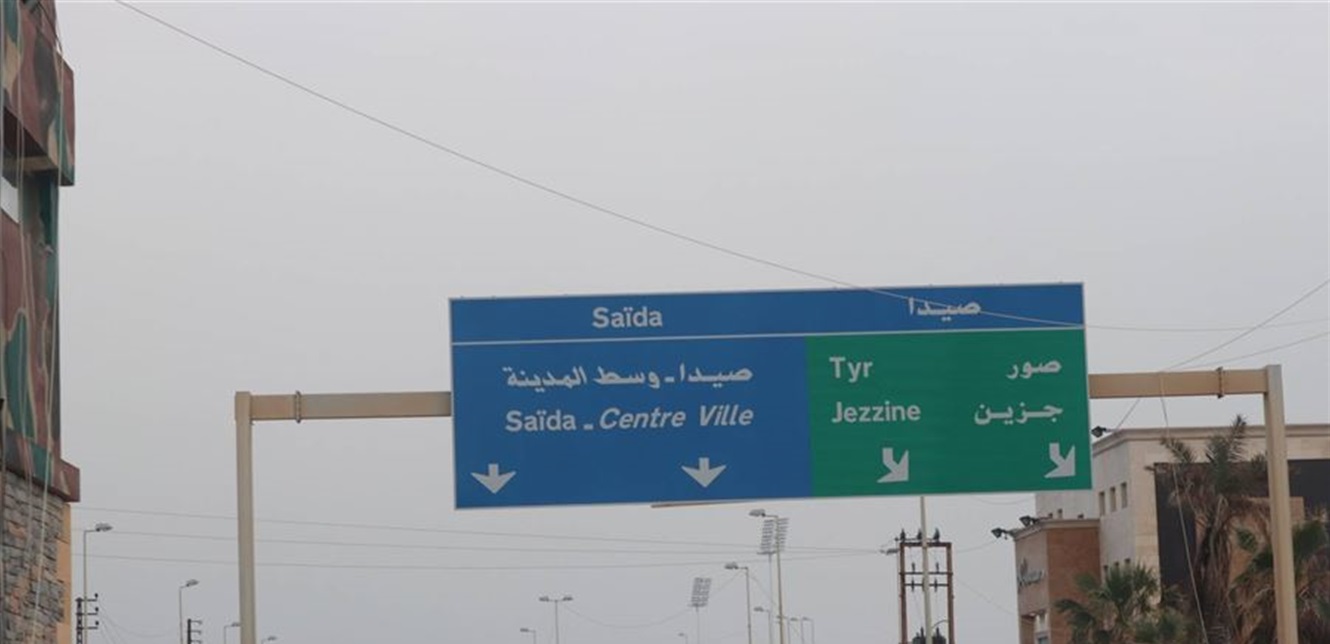 Saïda صيدا
صيدا - وسط المدينة
Saïda - Centre Ville
Tyr صور
Jezzine جزين